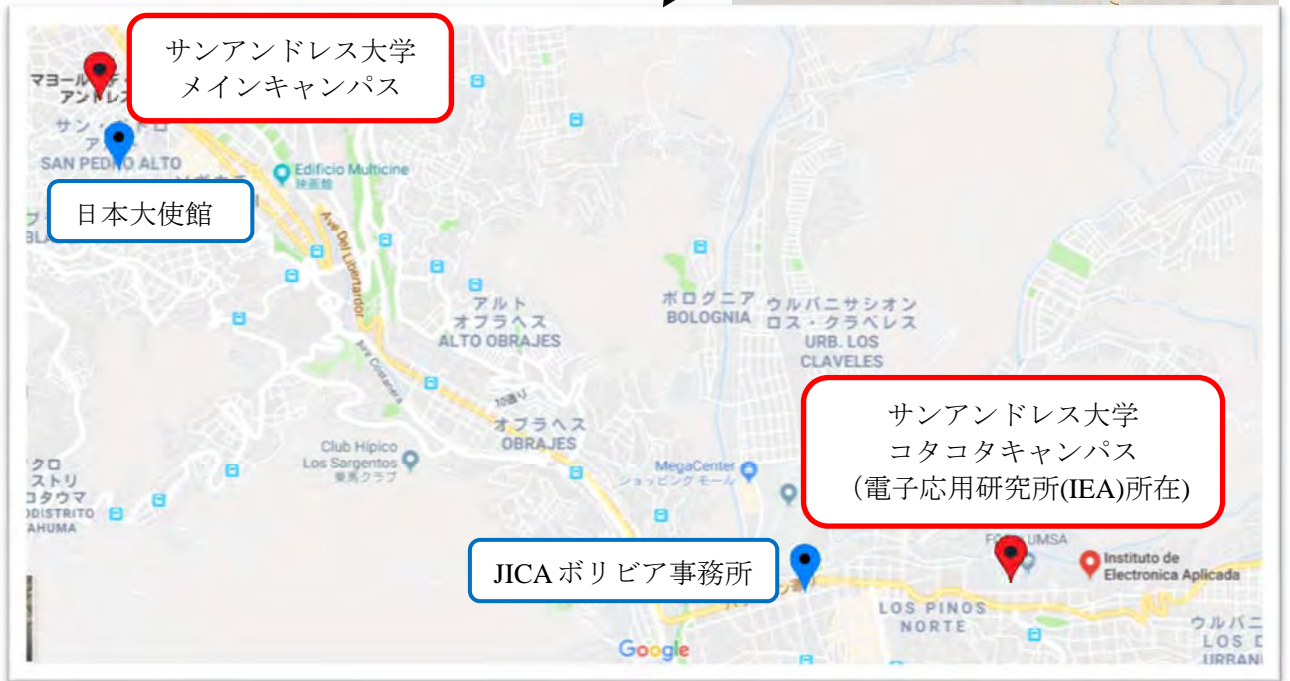 サンアンドレス大学
メインキャンパス
SAN PEDRO ALTO
日本大使館
Edificio Multicine
映画館
Ave Del Libertador
アルト
オブラヘス
ALTO OBRAJES
Ave Costanera
10通り
オブラヘス
OBRAJES
Club Hípico
Los Sargentos
乗馬クラブ
ボログニア
BOLOGNIA
ウルバニサシオン
ロス・クラベレス
URB. LOS
CLAVELES
MegaCenter
ショッピング モール
サンアンドレス大学
コタコタキャンパス
(電子応用研究所(IEA)所在)
JICAボリビア事務所
Instituto de
Electronica Aplicada
LOS PINOS
NORTE
Google